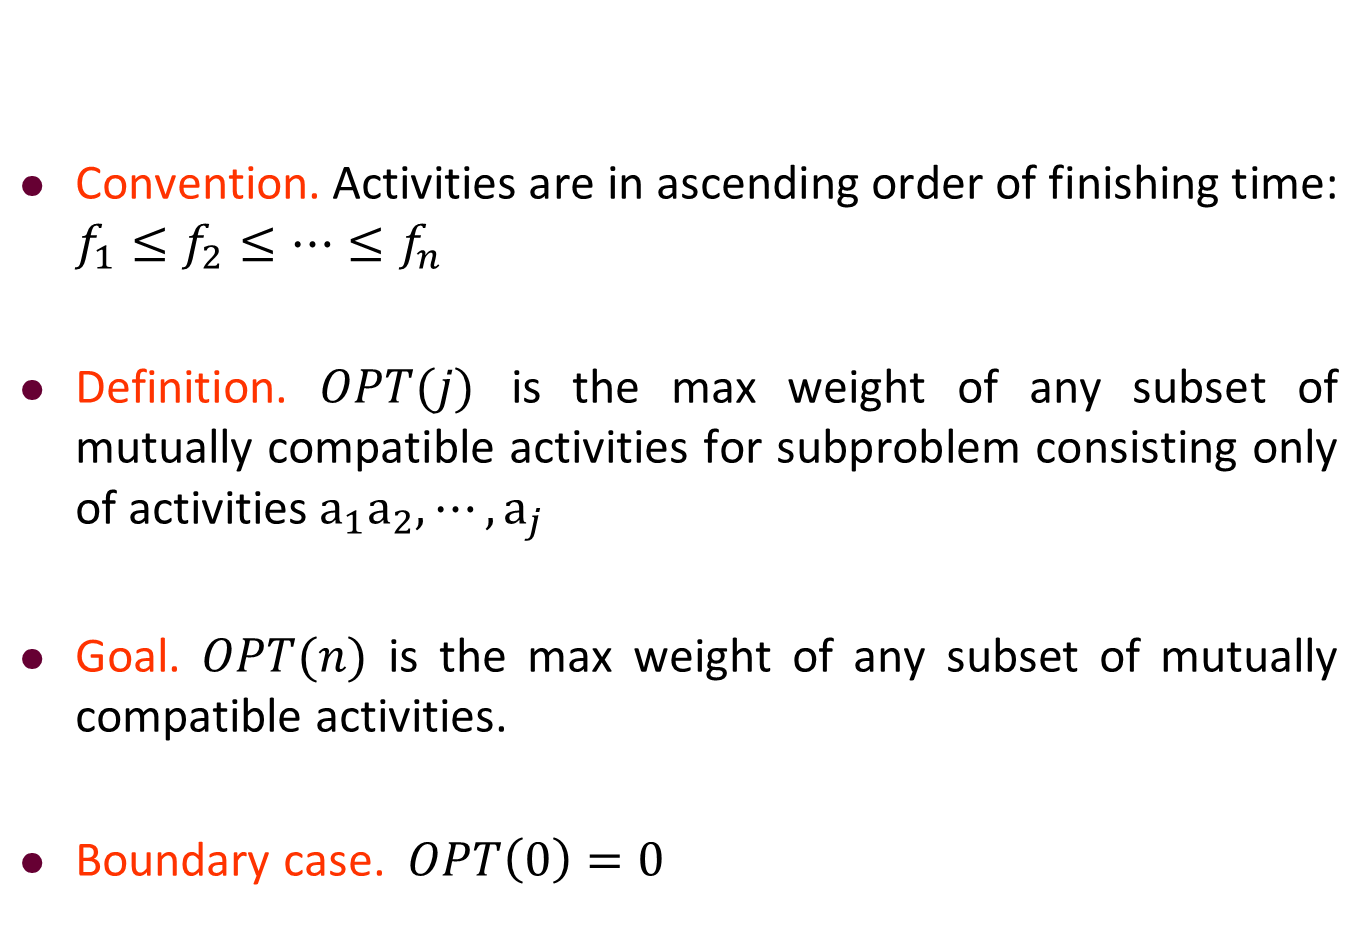 ● Convention. Activities are in ascending order of finishing time:
f₁ ≤ f₂ ≤ ⋯ ≤ fₙ
● Definition. OPT(j) is the max weight of any subset of
mutually compatible activities for subproblem consisting only
of activities a₁a₂, ⋯ , aⱼ
● Goal. OPT(n) is the max weight of any subset of mutually
compatible activities.
● Boundary case. OPT(0) = 0